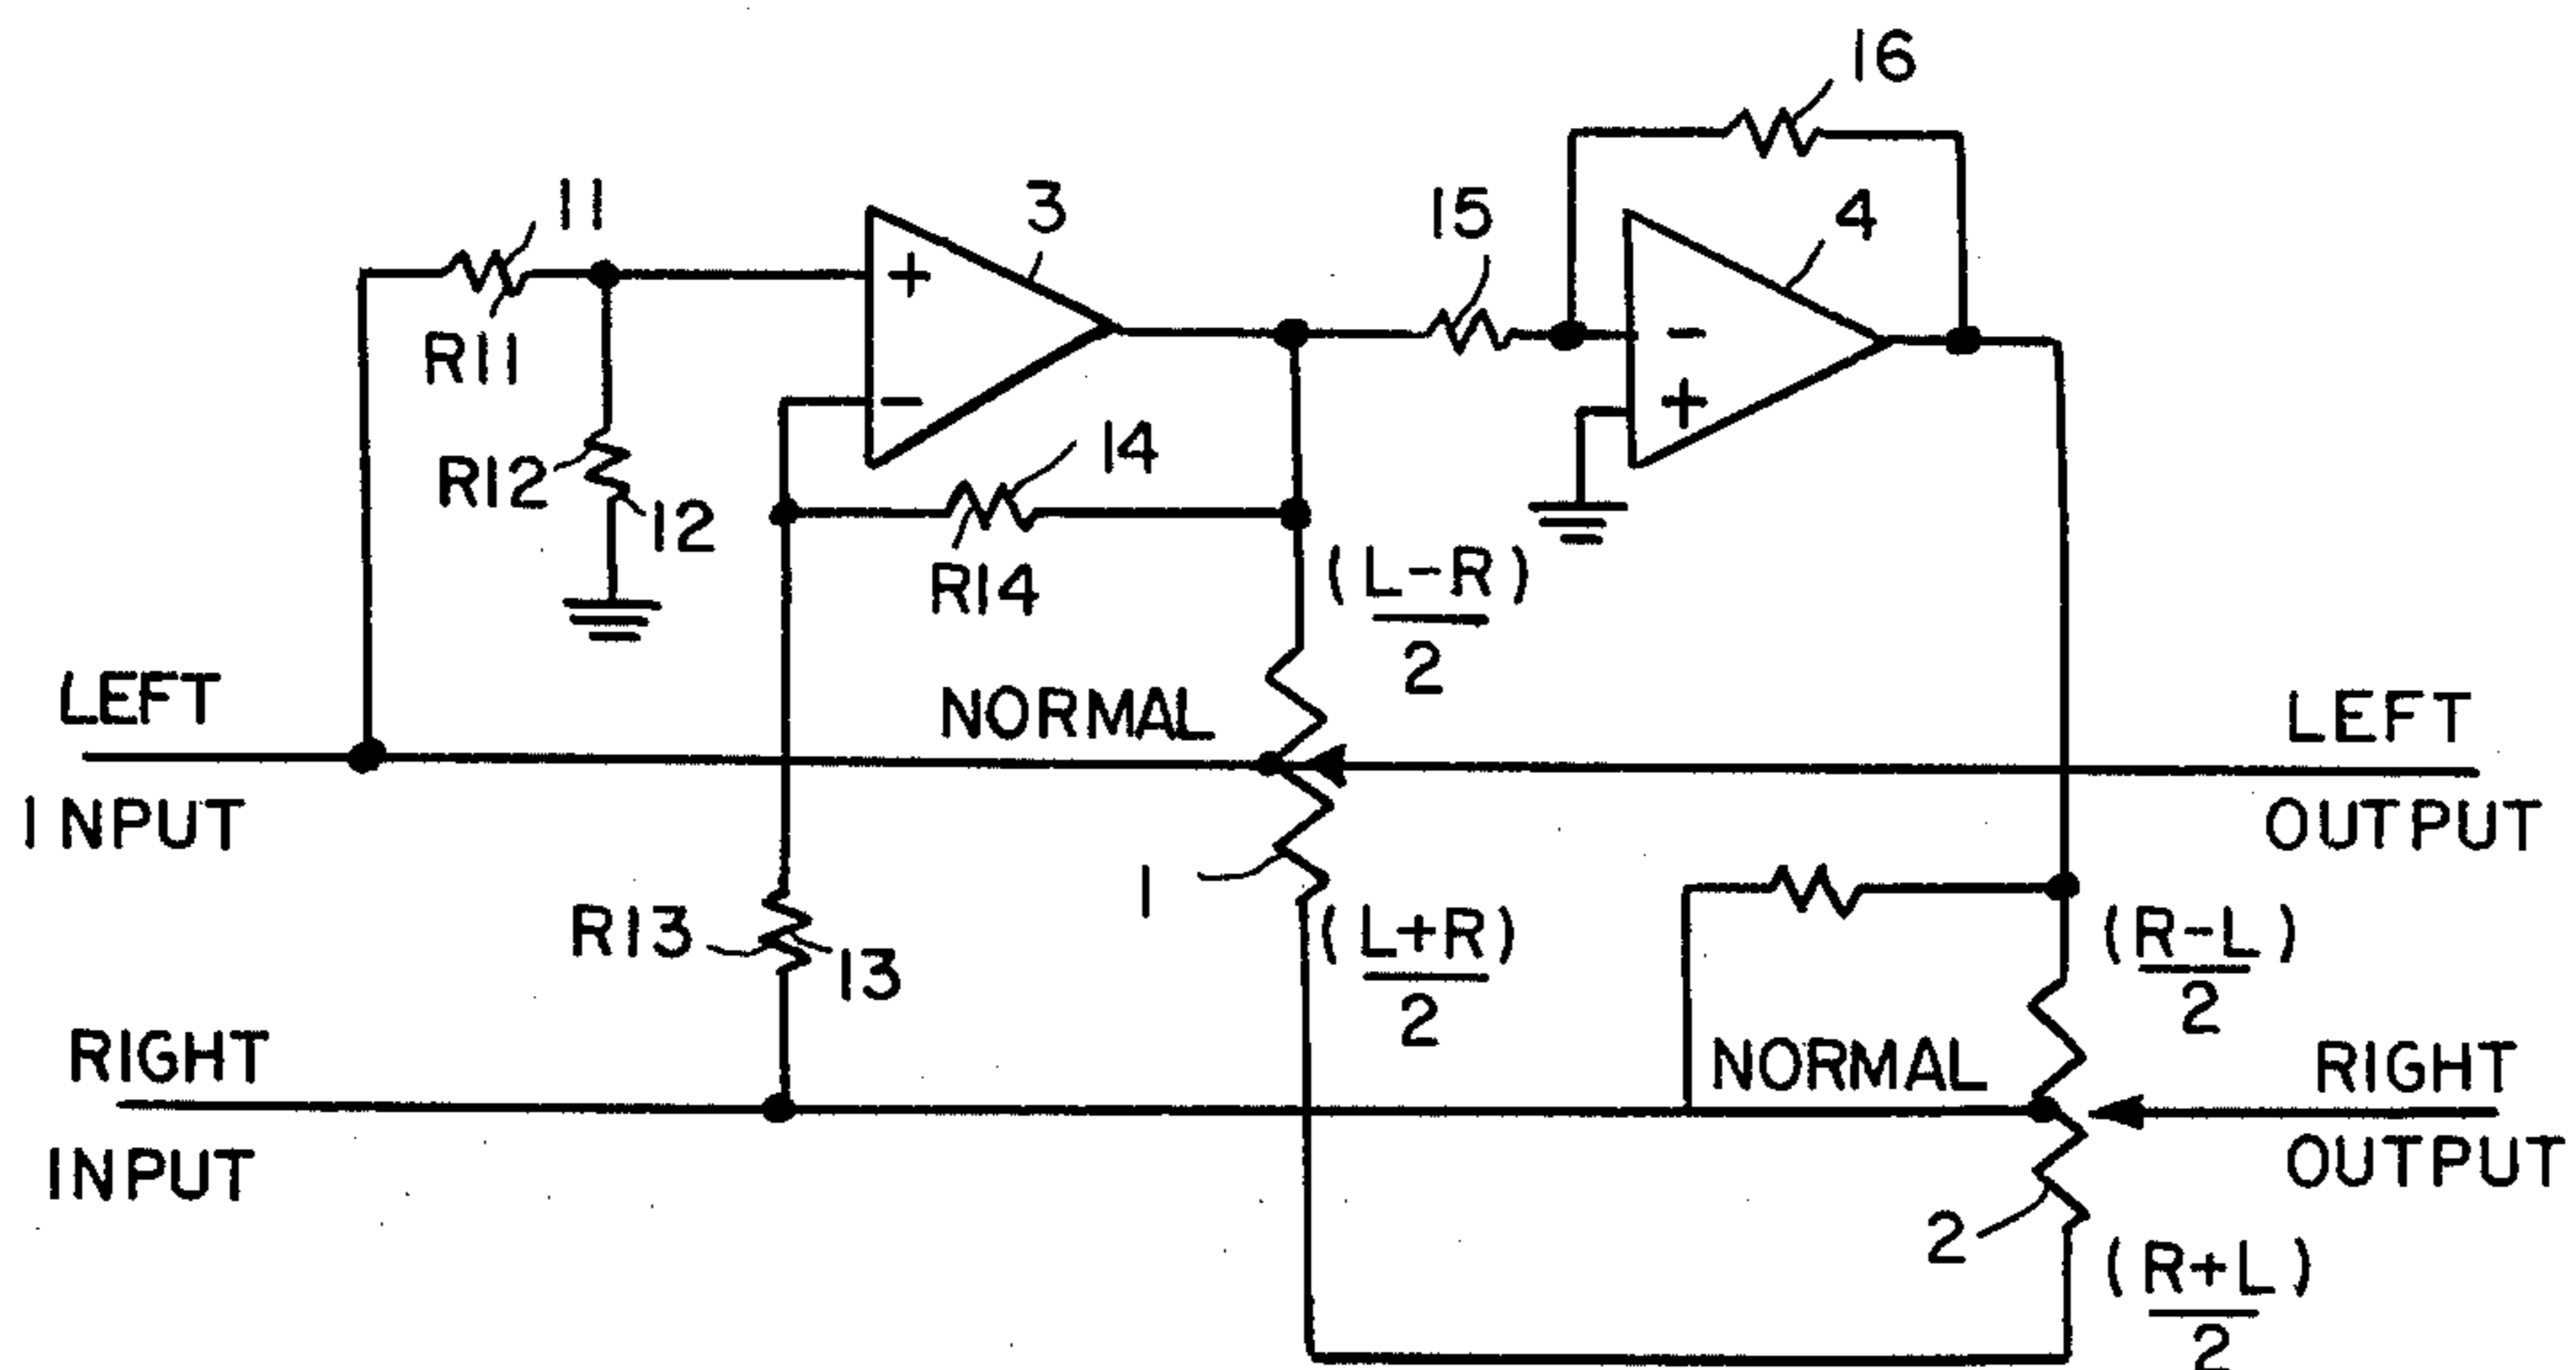 16
11
3
15
4
+
-
R11
-
+
14
R12
12
R14
(L-R)
2
LEFT
INPUT
NORMAL
LEFT
OUTPUT
1
R13
13
(L+R)
2
(R-L)
2
RIGHT
INPUT
NORMAL
RIGHT
OUTPUT
2
(R+L)
2